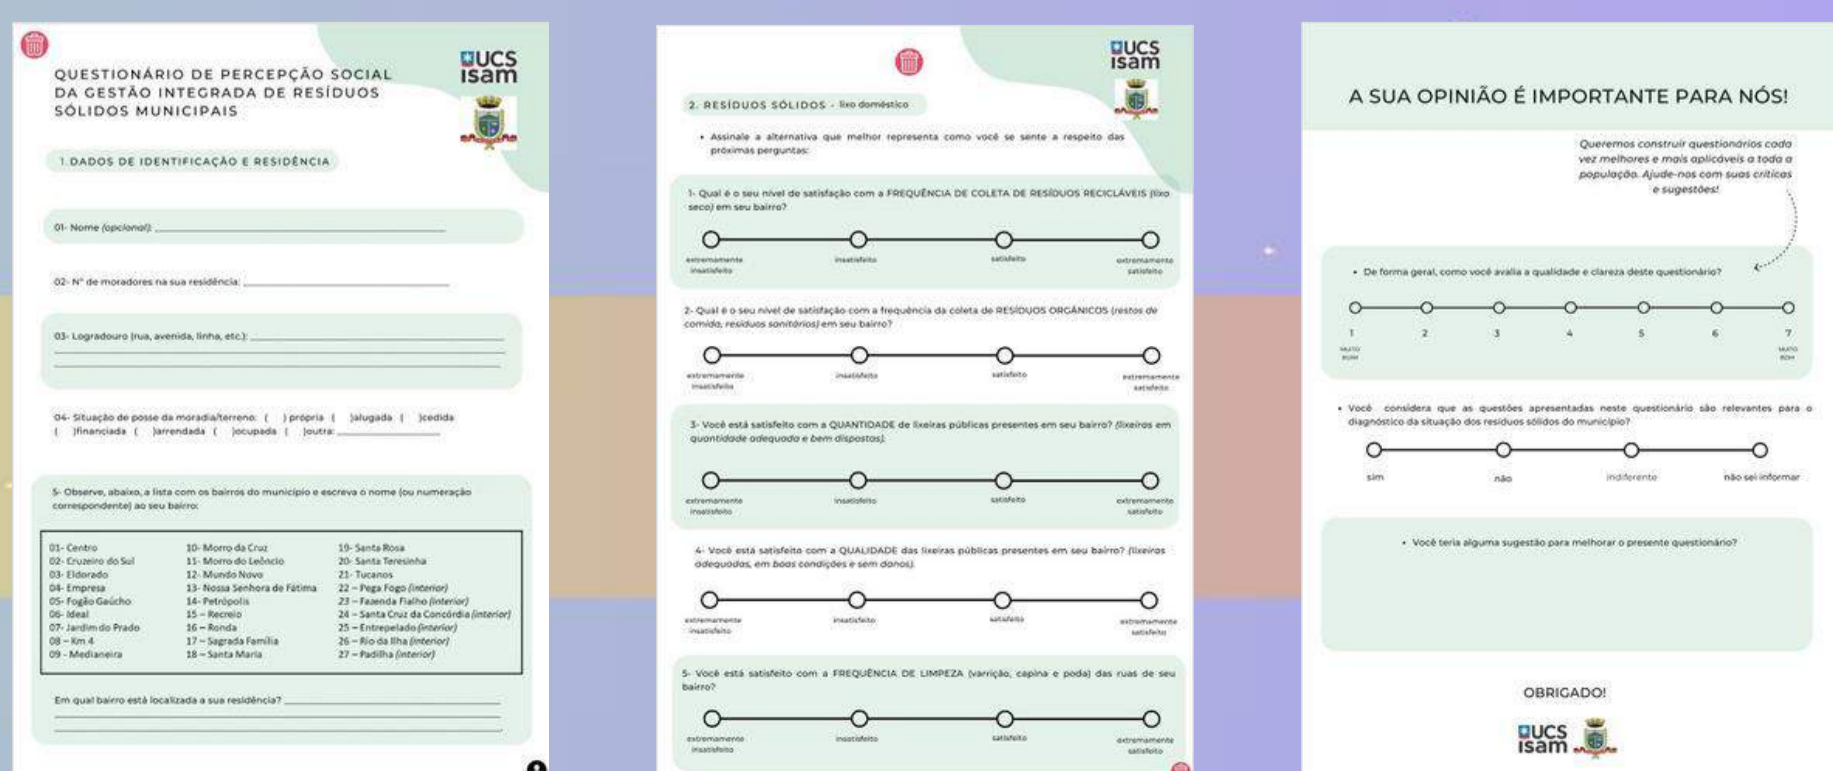 QUESTIONÁRIO DE PERCEPÇÃO SOCIAL
DA GESTÃO INTEGRADA DE RESÍDUOS
SÓLIDOS MUNICIPAIS
UCS
isam
1.DADOS DE IDENTIFICAÇÃO E RESIDÊNCIA
01- Nome (opcional): ____
02- N° de moradores na sua residência: ____
03- Logradouro (rua, avenida, linha, etc.): ____
04- Situação de posse da moradia/terreno: ( ) própria ( )alugada ( )cedida
( )financiada ( )arrendada ( )ocupada ( )outra: ____
5- Observe, abaixo, a lista com os bairros do município e escreva o nome (ou numeração
correspondente) ao seu bairro:
01- Centro
02- Cruzeiro do Sul
03- Eldorado
04- Empresa
05- Fogão Gaúcho
06- Ideal
07- Jardim do Prado
08 – Km 4
09 - Medianeira
10- Morro da Cruz
11- Morro do Leôncio
12- Mundo Novo
13- Nossa Senhora de Fátima
14- Petrópolis
15 – Recreio
16 – Ronda
17 – Sagrada Família
18 – Santa Maria
19- Santa Rosa
20- Santa Teresinha
21- Tucanos
22 – Pega Fogo (interior)
23 – Fazenda Fialho (interior)
24 – Santa Cruz da Concórdia (interior)
25 – Entrepelado (interior)
26 – Rio da Ilha (interior)
27 – Padilha (interior)
Em qual bairro está localizada a sua residência? ____
UCS
isam
2. RESÍDUOS SÓLIDOS - lixo doméstico
• Assinale a alternativa que melhor representa como você se sente a respeito das
próximas perguntas:
1- Qual é o seu nível de satisfação com a FREQUÊNCIA DE COLETA DE RESÍDUOS RECICLÁVEIS (lixo
seco) em seu bairro?
extremamente insatisfeito
insatisfeito
satisfeito
extremamente satisfeito
2- Qual é o seu nível de satisfação com a frequência da coleta de RESÍDUOS ORGÂNICOS (restos de
comida, resíduos sanitários) em seu bairro?
extremamente insatisfeito
insatisfeito
satisfeito
extremamente satisfeito
3- Você está satisfeito com a QUANTIDADE de lixeiras públicas presentes em seu bairro? (lixeiras em
quantidade adequada e bem dispostas).
extremamente insatisfeito
insatisfeito
satisfeito
extremamente satisfeito
4- Você está satisfeito com a QUALIDADE das lixeiras públicas presentes em seu bairro? (lixeiras
adequadas, em boas condições e sem danos).
extremamente insatisfeito
insatisfeito
satisfeito
extremamente satisfeito
5- Você está satisfeito com a FREQUÊNCIA DE LIMPEZA (varrição, capina e poda) das ruas de seu
bairro?
extremamente insatisfeito
insatisfeito
satisfeito
extremamente satisfeito
A SUA OPINIÃO É IMPORTANTE PARA NÓS!
Queremos construir questionários cada
vez melhores e mais aplicáveis a toda a
população. Ajude-nos com suas críticas
e sugestões!
• De forma geral, como você avalia a qualidade e clareza deste questionário?
1 2 3 4 5 6 7
MUITO RUIM
MUITO BOM
• Você considera que as questões apresentadas neste questionário são relevantes para o
diagnóstico da situação dos resíduos sólidos do município?
sim
não
indiferente
não sei informar
• Você teria alguma sugestão para melhorar o presente questionário?
OBRIGADO!
UCS
isam